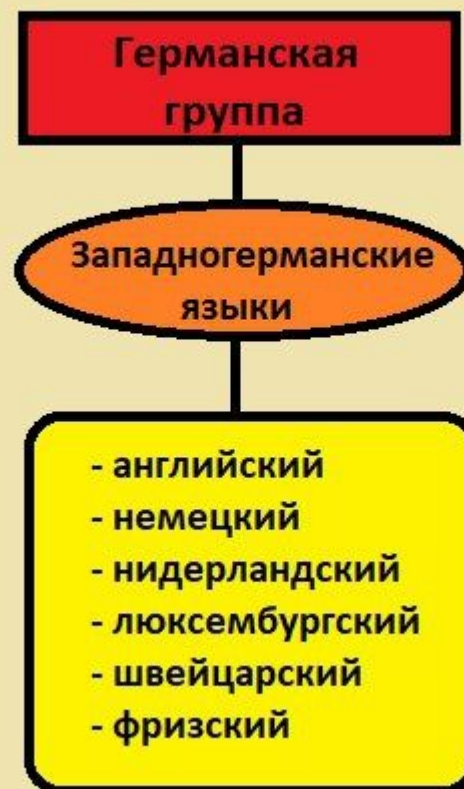 Германская
группа
Западногерманские
языки
- английский
- немецкий
- нидерландский
- люксембургский
- швейцарский
- фризский